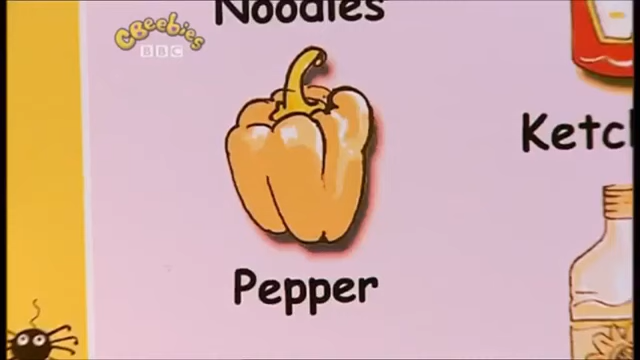 CBeebies
BBC
Noodles
Ketch
Pepper